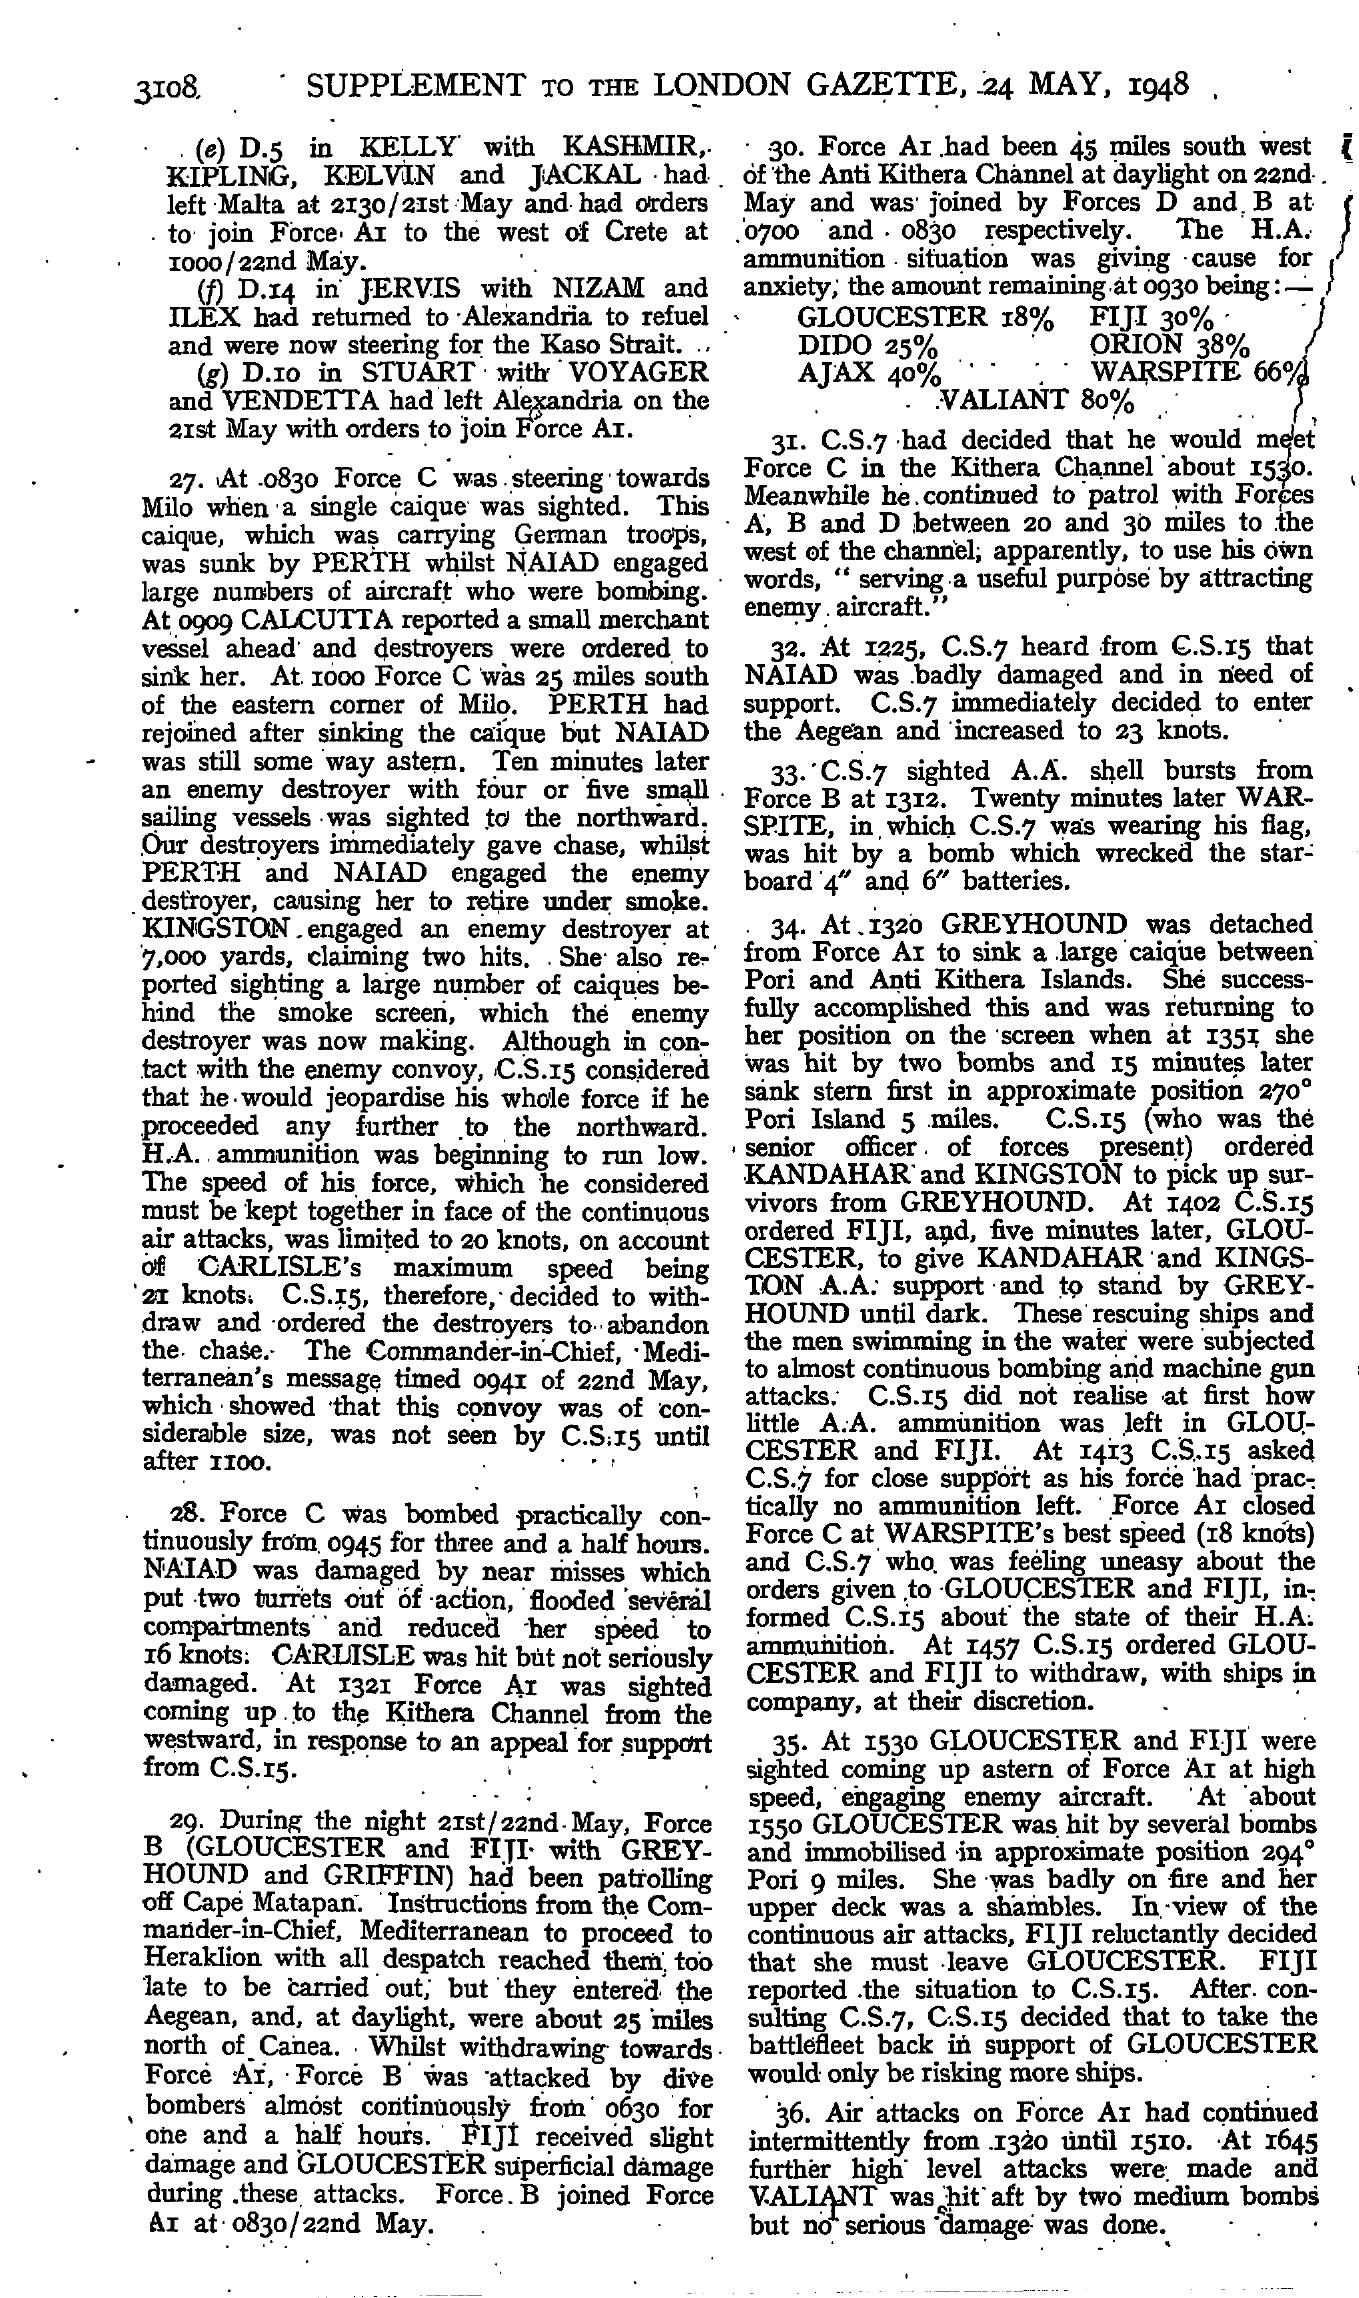 3108 SUPPLEMENT TO THE LONDON GAZETTE, 24 MAY, 1948
(e) D.5 in KELLY with KASHMIR,
KIPLING, KELVIN and JACKAL had
left Malta at 2130/21st May and had orders
to join Force A1 to the west of Crete at
1000/22nd May.
(f) D.14 in JERVIS with NIZAM and
ILEX had returned to Alexandria to refuel
and were now steering for the Kaso Strait.
(g) D.10 in STUART with VOYAGER
and VENDETTA had left Alexandria on the
21st May with orders to join Force A1.
27. At 0830 Force C was steering towards
Milo when a single caique was sighted. This
caique, which was carrying German troops,
was sunk by PERTH whilst NAIAD engaged
large numbers of aircraft who were bombing.
At 0909 CALCUTTA reported a small merchant
vessel ahead and destroyers were ordered to
sink her. At 1000 Force C was 25 miles south
of the eastern corner of Milo. PERTH had
rejoined after sinking the caique but NAIAD
was still some way astern. Ten minutes later
an enemy destroyer with four or five small
sailing vessels was sighted to the northward.
Our destroyers immediately gave chase, whilst
PERTH and NAIAD engaged the enemy
destroyer, causing her to retire under smoke.
KINGSTON engaged an enemy destroyer at
7,000 yards, claiming two hits. She also re-
ported sighting a large number of caiques be-
hind the smoke screen, which the enemy
destroyer was now making. Although in con-
tact with the enemy convoy, C.S.15 considered
that he would jeopardise his whole force if he
proceeded any further to the northward.
H.A. ammunition was beginning to run low.
The speed of his force, which he considered
must be kept together in face of the continuous
air attacks, was limited to 20 knots, on account
of CARLISLE's maximum speed being
21 knots. C.S.15, therefore, decided to with-
draw and ordered the destroyers to abandon
the chase. The Commander-in-Chief, Medi-
terranean's message timed 0941 of 22nd May,
which showed that this convoy was of con-
siderable size, was not seen by C.S.15 until
after 1100.
28. Force C was bombed practically con-
tinuously from 0945 for three and a half hours.
NAIAD was damaged by near misses which
put two turrets out of action, flooded several
compartments and reduced her speed to
16 knots. CARLISLE was hit but not seriously
damaged. At 1321 Force A1 was sighted
coming up to the Kithera Channel from the
westward, in response to an appeal for support
from C.S.15.
29. During the night 21st/22nd May, Force
B (GLOUCESTER and FIJI with GREY-
HOUND and GRIFFIN) had been patrolling
off Cape Matapan. Instructions from the Com-
mander-in-Chief, Mediterranean to proceed to
Heraklion with all despatch reached them too
late to be carried out, but they entered the
Aegean, and, at daylight, were about 25 miles
north of Canea. Whilst withdrawing towards
Force A1, Force B was attacked by dive
bombers almost continuously from 0630 for
one and a half hours. FIJI received slight
damage and GLOUCESTER superficial damage
during these attacks. Force B joined Force
A1 at 0830/22nd May.
30. Force A1 had been 45 miles south west
of the Anti Kithera Channel at daylight on 22nd
May and was joined by Forces D and B at
0700 and 0830 respectively. The H.A.
ammunition situation was giving cause for
anxiety, the amount remaining at 0930 being:—
GLOUCESTER 18% FIJI 30%
DIDO 25% ORION 38%
AJAX 40% WARSPITE 66%
VALIANT 80%
31. C.S.7 had decided that he would meet
Force C in the Kithera Channel about 1530.
Meanwhile he continued to patrol with Forces
A, B and D between 20 and 30 miles to the
west of the channel; apparently, to use his own
words, " serving a useful purpose by attracting
enemy aircraft."
32. At 1225, C.S.7 heard from C.S.15 that
NAIAD was badly damaged and in need of
support. C.S.7 immediately decided to enter
the Aegean and increased to 23 knots.
33. C.S.7 sighted A.A. shell bursts from
Force B at 1312. Twenty minutes later WAR-
SPITE, in which C.S.7 was wearing his flag,
was hit by a bomb which wrecked the star-
board 4" and 6" batteries.
34. At 1320 GREYHOUND was detached
from Force A1 to sink a large caique between
Pori and Anti Kithera Islands. She success-
fully accomplished this and was returning to
her position on the screen when at 1351 she
was hit by two bombs and 15 minutes later
sank stern first in approximate position 270°
Pori Island 5 miles. C.S.15 (who was the
senior officer of forces present) ordered
KANDAHAR and KINGSTON to pick up sur-
vivors from GREYHOUND. At 1402 C.S.15
ordered FIJI, and, five minutes later, GLOU-
CESTER, to give KANDAHAR and KINGS-
TON A.A. support and to stand by GREY-
HOUND until dark. These rescuing ships and
the men swimming in the water were subjected
to almost continuous bombing and machine gun
attacks. C.S.15 did not realise at first how
little A.A. ammunition was left in GLOU-
CESTER and FIJI. At 1413 C.S.15 asked
C.S.7 for close support as his force had prac-
tically no ammunition left. Force A1 closed
Force C at WARSPITE's best speed (18 knots)
and C.S.7 who was feeling uneasy about the
orders given to GLOUCESTER and FIJI, in-
formed C.S.15 about the state of their H.A.
ammunition. At 1457 C.S.15 ordered GLOU-
CESTER and FIJI to withdraw, with ships in
company, at their discretion.
35. At 1530 GLOUCESTER and FIJI were
sighted coming up astern of Force A1 at high
speed, engaging enemy aircraft. At about
1550 GLOUCESTER was hit by several bombs
and immobilised in approximate position 294°
Pori 9 miles. She was badly on fire and her
upper deck was a shambles. In view of the
continuous air attacks, FIJI reluctantly decided
that she must leave GLOUCESTER. FIJI
reported the situation to C.S.15. After con-
sulting C.S.7, C.S.15 decided that to take the
battlefleet back in support of GLOUCESTER
would only be risking more ships.
36. Air attacks on Force A1 had continued
intermittently from 1320 until 1510. At 1645
further high level attacks were made and
VALIANT was hit aft by two medium bombs
but no serious damage was done.